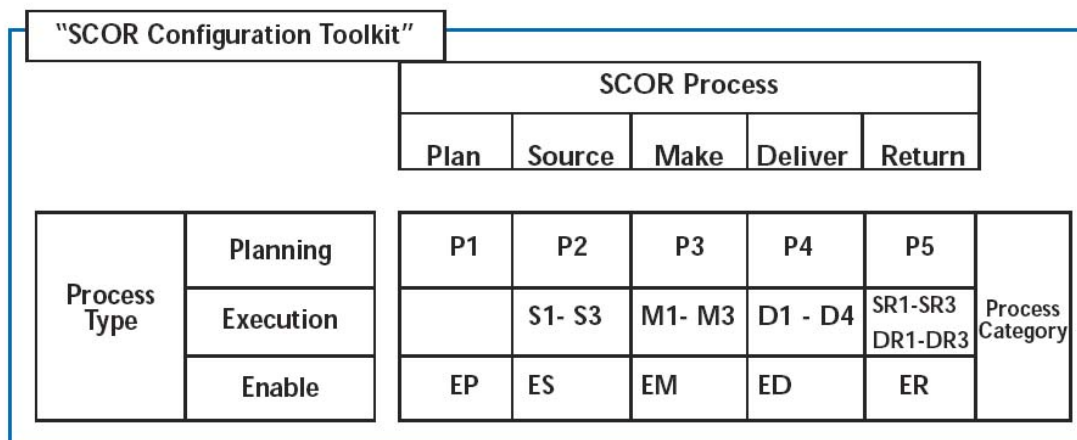 “SCOR Configuration Toolkit”
SCOR Process
Plan Source Make Deliver Return
Process Type
Planning P1 P2 P3 P4 P5
Execution S1- S3 M1- M3 D1 - D4 SR1-SR3
DR1-DR3
Process
Category
Enable EP ES EM ED ER